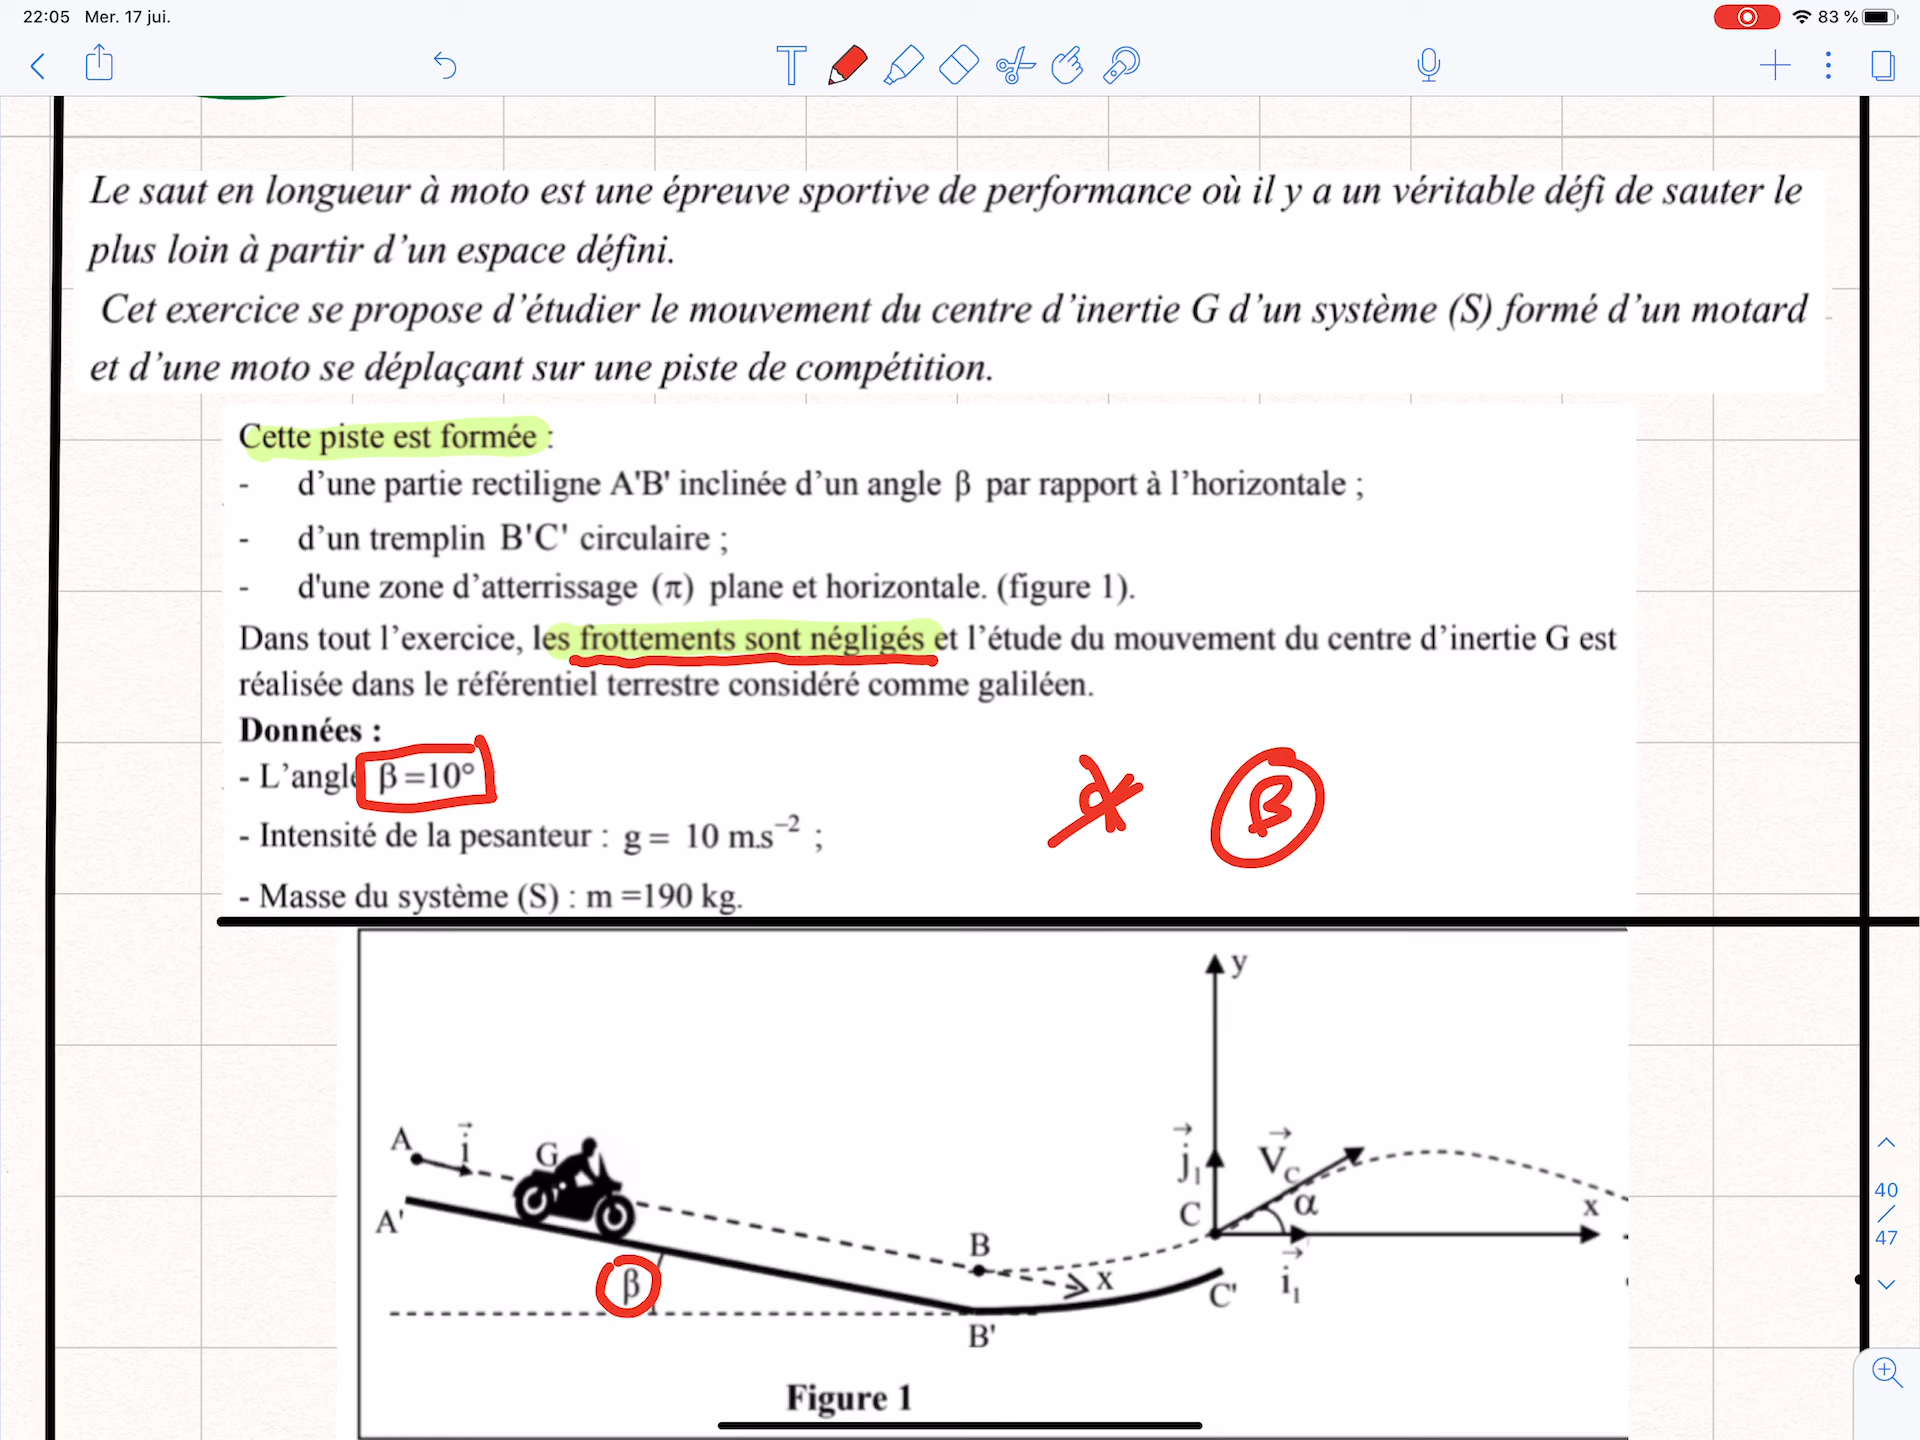 22:05 Mer. 17 jui.
83 %
T
Le saut en longueur à moto est une épreuve sportive de performance où il y a un véritable défi de sauter le
plus loin à partir d'un espace défini.
Cet exercice se propose d'étudier le mouvement du centre d'inertie G d'un système (S) formé d'un motard
et d'une moto se déplaçant sur une piste de compétition.
Cette piste est formée :
- d'une partie rectiligne A'B' inclinée d'un angle β par rapport à l'horizontale ;
- d'un tremplin B'C' circulaire ;
- d'une zone d'atterrissage (π) plane et horizontale. (figure 1).
Dans tout l'exercice, les frottements sont négligés et l'étude du mouvement du centre d'inertie G est
réalisée dans le référentiel terrestre considéré comme galiléen.
Données :
- L'angle β =10°
α β
- Intensité de la pesanteur : g = 10 m.s⁻² ;
- Masse du système (S) : m =190 kg.
y
A i⃗ G
j⃗₁ V⃗c
A' C α x
B
β x C' i⃗₁
B'
Figure 1
40
/
47